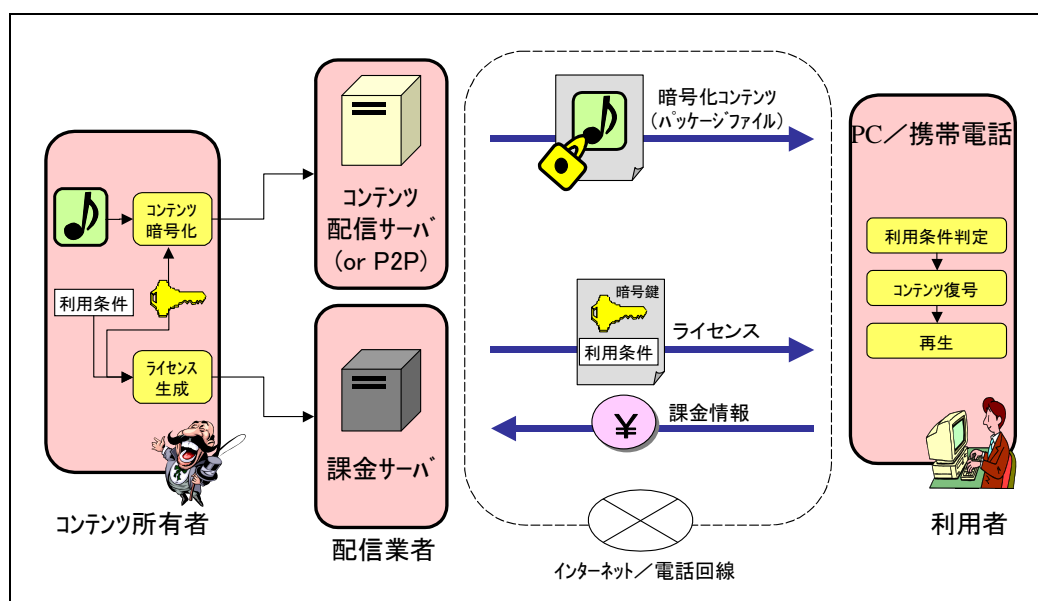 コンテンツ
暗号化
利用条件
ライセンス
生成
コンテンツ所有者
コンテンツ
配信サーバ
(or P2P)
課金サーバ
配信業者
暗号化コンテンツ
(パッケージファイル)
暗号鍵
利用条件
ライセンス
¥
課金情報
インターネット/電話回線
PC/携帯電話
利用条件判定
コンテンツ復号
再生
利用者